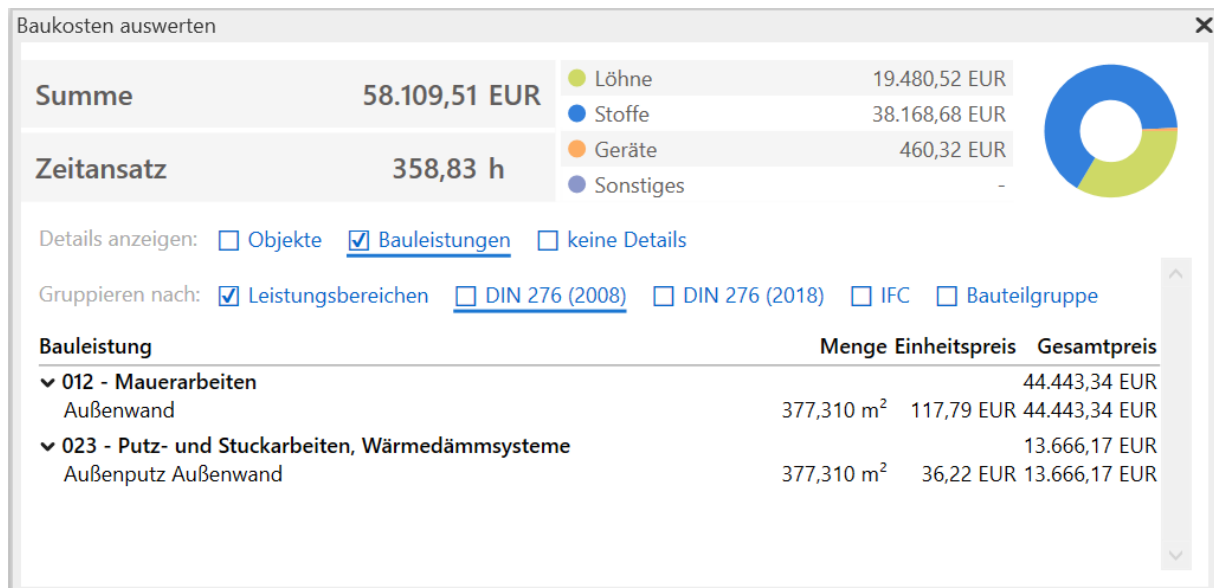 Baukosten auswerten
Summe 58.109,51 EUR
Zeitansatz 358,83 h
Löhne 19.480,52 EUR
Stoffe 38.168,68 EUR
Geräte 460,32 EUR
Sonstiges -
Details anzeigen: Objekte Bauleistungen keine Details
Gruppieren nach: Leistungsbereichen DIN 276 (2008) DIN 276 (2018) IFC Bauteilgruppe
Bauleistung Menge Einheitspreis Gesamtpreis
012 - Mauerarbeiten 44.443,34 EUR
Außenwand 377,310 m² 117,79 EUR 44.443,34 EUR
023 - Putz- und Stuckarbeiten, Wärmedämmsysteme 13.666,17 EUR
Außenputz Außenwand 377,310 m² 36,22 EUR 13.666,17 EUR